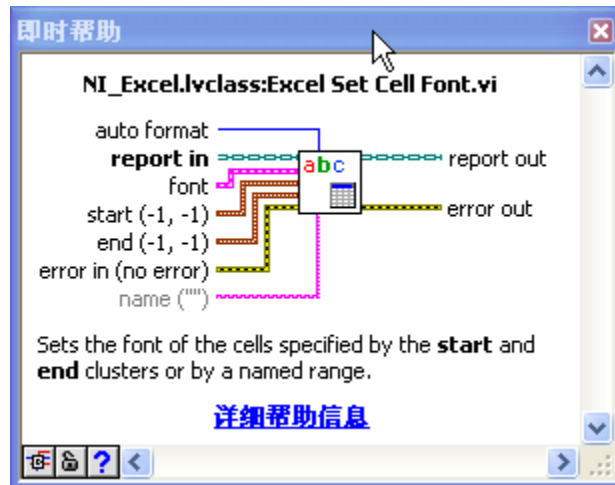 即时帮助
NI_Excel.lvclass:Excel Set Cell Font.vi
auto format
report in
font
start (-1, -1)
end (-1, -1)
error in (no error)
name ("")
abc
report out
error out
Sets the font of the cells specified by the start and
end clusters or by a named range.
详细帮助信息
?